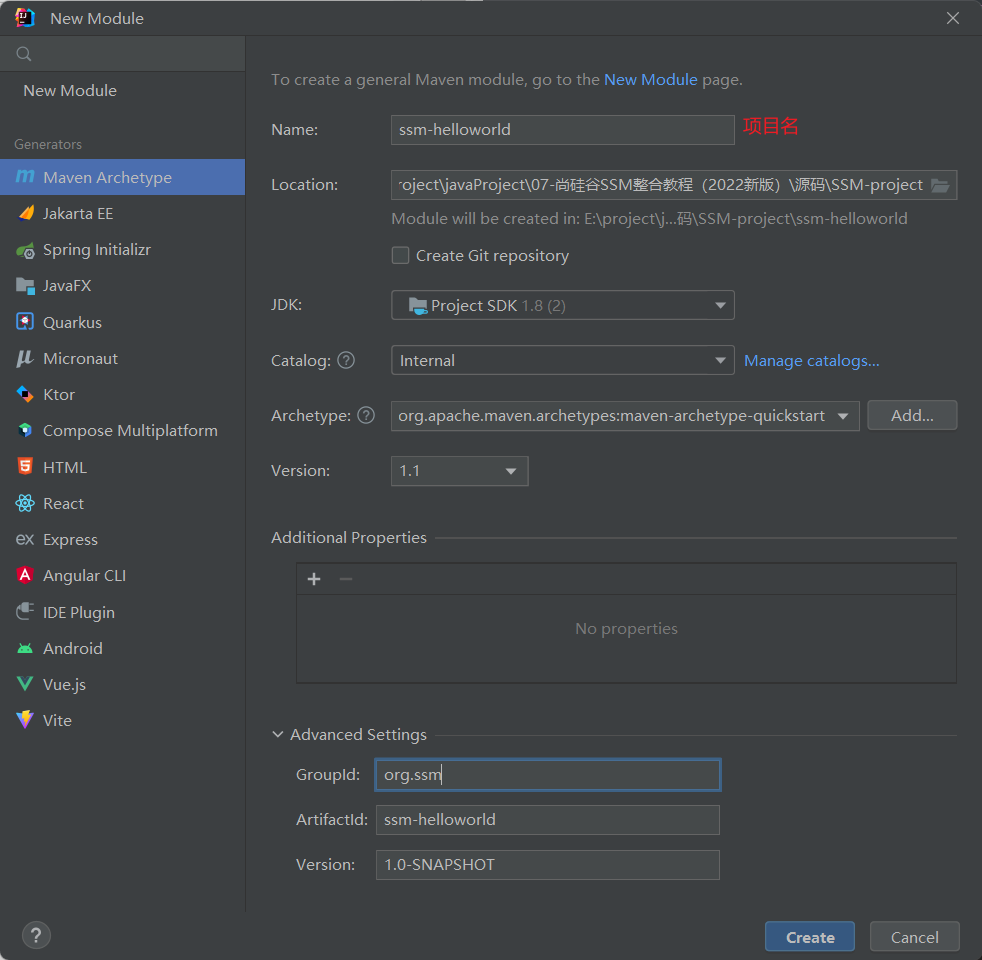 New Module
New Module
Generators
Maven Archetype
Jakarta EE
Spring Initializr
JavaFX
Quarkus
Micronaut
Ktor
Compose Multiplatform
HTML
React
Express
Angular CLI
IDE Plugin
Android
Vue.js
Vite
To create a general Maven module, go to the New Module page.
Name: ssm-helloworld 项目名
Location: roject\javaProject\07-尚硅谷SSM整合教程（2022新版）\源码\SSM-project
Module will be created in: E:\project\j...码\SSM-project\ssm-helloworld
Create Git repository
JDK: Project SDK 1.8 (2)
Catalog: ? Internal Manage catalogs...
Archetype: ? org.apache.maven.archetypes:maven-archetype-quickstart Add...
Version: 1.1
Additional Properties
No properties
Advanced Settings
GroupId: org.ssm
ArtifactId: ssm-helloworld
Version: 1.0-SNAPSHOT
? Create Cancel